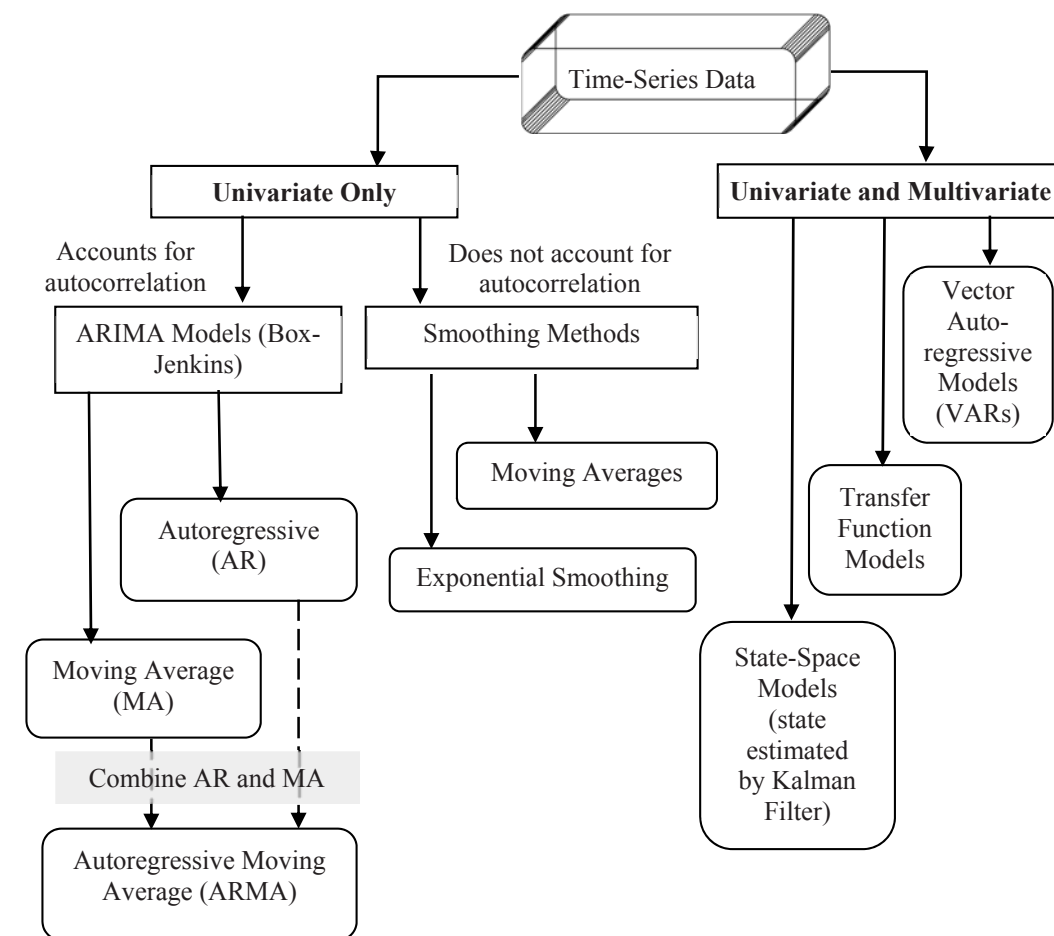 Time-Series Data
Univariate Only
Univariate and Multivariate
Accounts for
autocorrelation
Does not account for
autocorrelation
ARIMA Models (Box-
Jenkins)
Smoothing Methods
Vector
Auto-
regressive
Models
(VARs)
Moving Averages
Autoregressive
(AR)
Transfer
Function
Models
Exponential Smoothing
Moving Average
(MA)
State-Space
Models
(state
estimated
by Kalman
Filter)
Combine AR and MA
Autoregressive Moving
Average (ARMA)